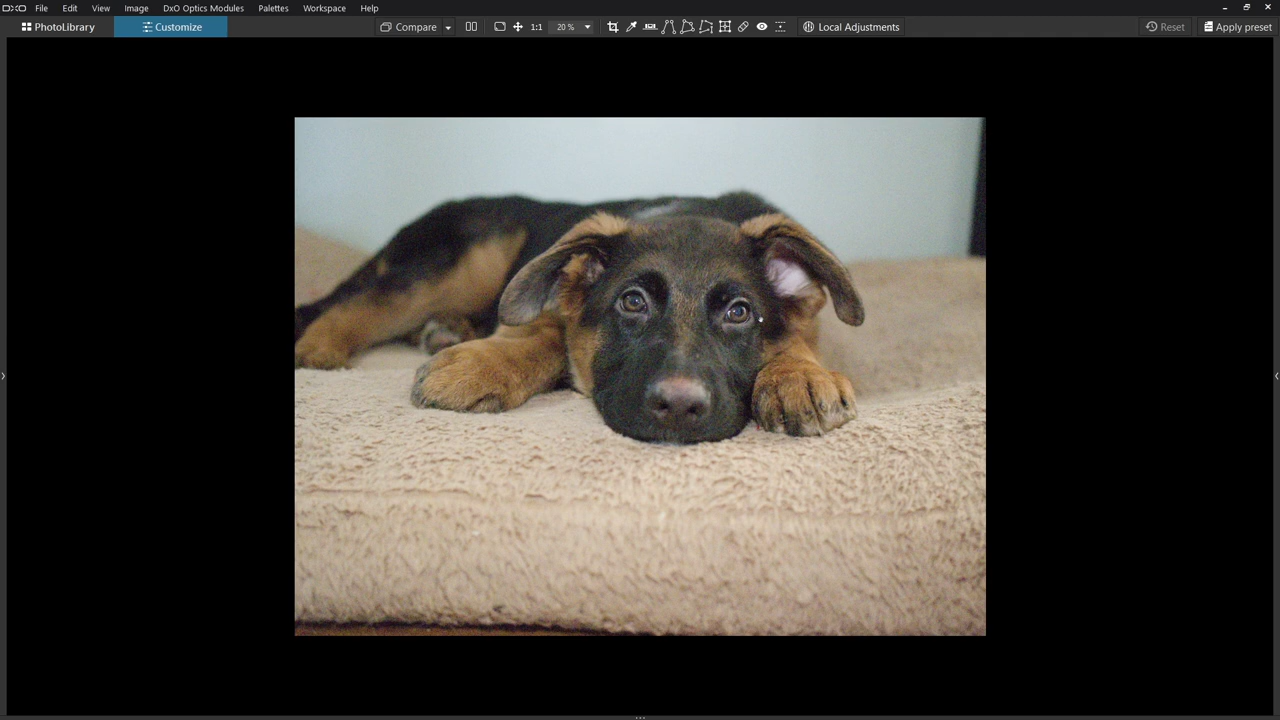 DXO File Edit View Image DxO Optics Modules Palettes Workspace Help
PhotoLibrary Customize Compare 1:1 20 % Local Adjustments Reset Apply preset